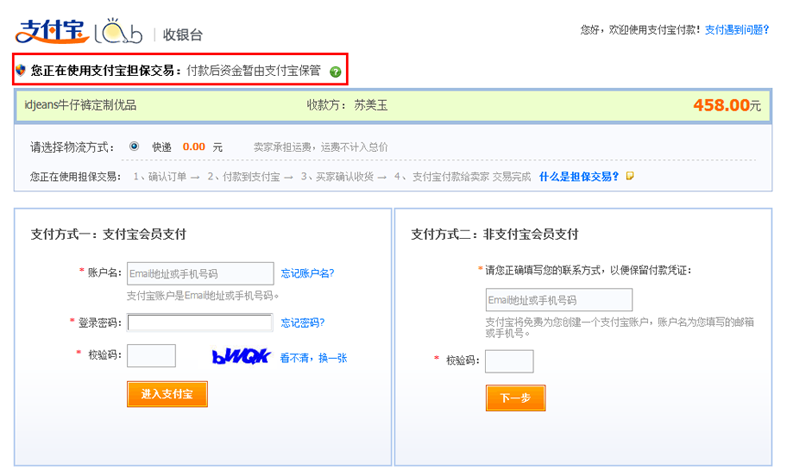 支付宝 Lab 收银台
您好，欢迎使用支付宝付款！ 支付遇到问题？
您正在使用支付宝担保交易：付款后资金暂由支付宝保管
idjeans牛仔裤定制优品 收款方： 苏美玉 458.00元
请选择物流方式： 快递 0.00 元 卖家承担运费，运费不计入总价
您正在使用担保交易： 1、确认订单 → 2、付款到支付宝 → 3、买家确认收货 → 4、 支付宝付款给卖家 交易完成 什么是担保交易？
支付方式一：支付宝会员支付
* 账户名： Email地址或手机号码 忘记账户名?
支付宝账户是Email地址或手机号码。
* 登录密码： 忘记密码?
* 校验码： bWQK 看不清，换一张
进入支付宝
支付方式二：非支付宝会员支付
*请您正确填写您的联系方式，以便保留付款凭证：
Email地址或手机号码
支付宝将免费为您创建一个支付宝账户，账户名为您填写的邮箱
或手机号。
* 校验码：
下一步